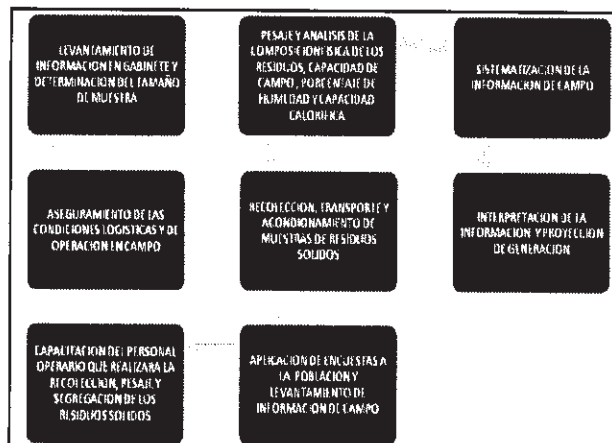 LEVANTAMIENTO DE
INFORMACION EN GABINETE Y
DETERMINACION DEL TAMAÑO
DE MUESTRA
PESAJE Y ANALISIS DE LA
COMPOSICION FISICA DE LOS
RESIDUOS, CAPACIDAD DE
CAMPO, PORCENTAJE DE
HUMEDAD Y CAPACIDAD
CALORIFICA
SISTEMATIZACION DE LA
INFORMACION DE CAMPO
ASEGURAMIENTO DE LAS
CONDICIONES LOGISTICAS Y DE
OPERACION EN CAMPO
RECOLECCION, TRANSPORTE Y
ACONDIONAMIENTO DE
MUESTRAS DE RESIDUOS
SOLIDOS
INTERPRETACION DE LA
INFORMACION Y PROYECCION
DE GENERACION
CAPACITACION DEL PERSONAL
OPERARIO QUE REALIZARA LA
RECOLECCION, PESAJE Y
SEGREGACION DE LOS
RESIDUOS SOLIDOS
APLICACION DE ENCUESTAS A
LA POBLACION Y
LEVANTAMIENTO DE
INFORMACION DE CAMPO